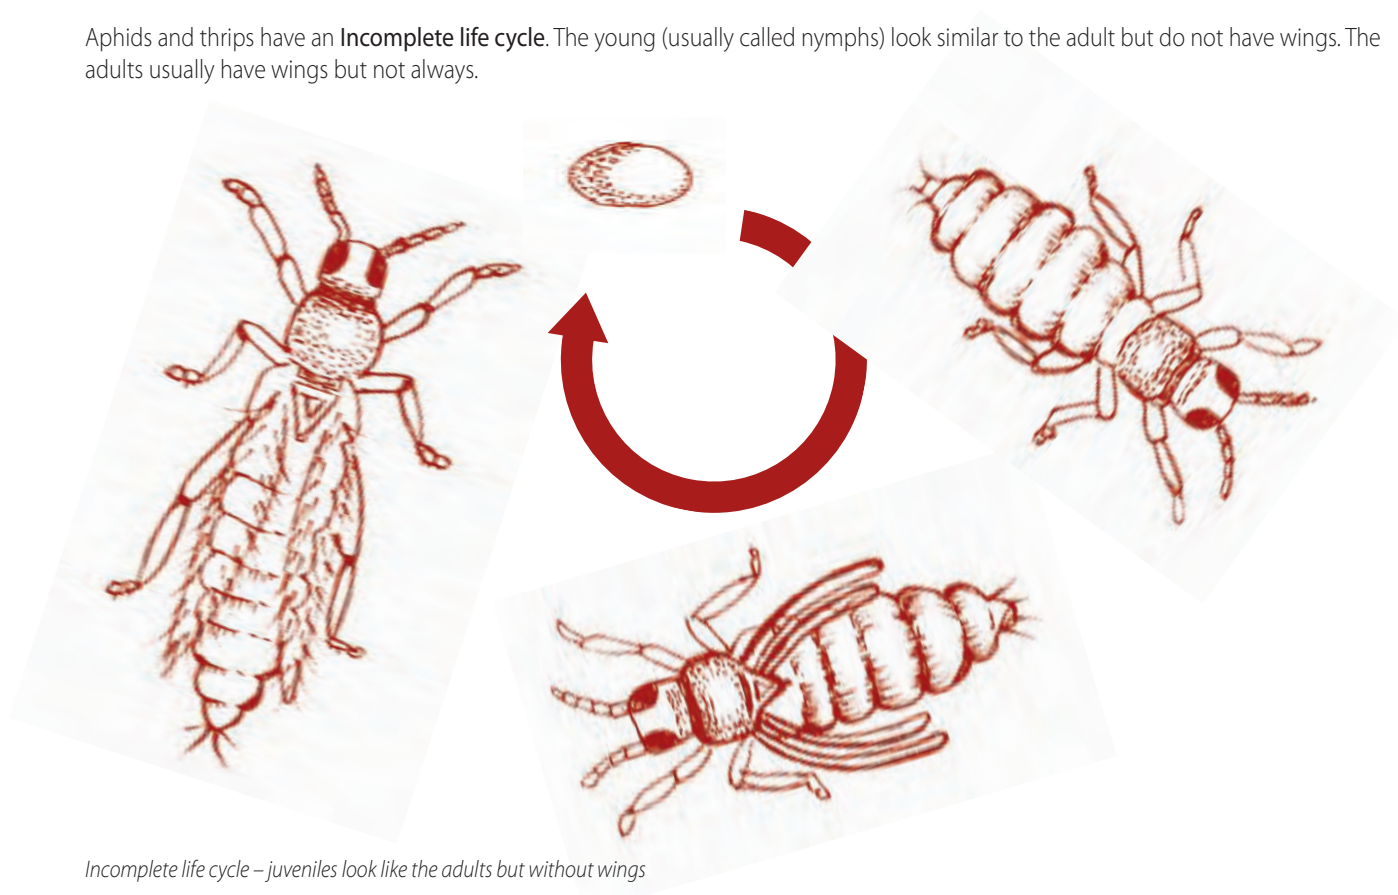 Aphids and thrips have an Incomplete life cycle. The young (usually called nymphs) look similar to the adult but do not have wings. The
adults usually have wings but not always.
Incomplete life cycle – juveniles look like the adults but without wings